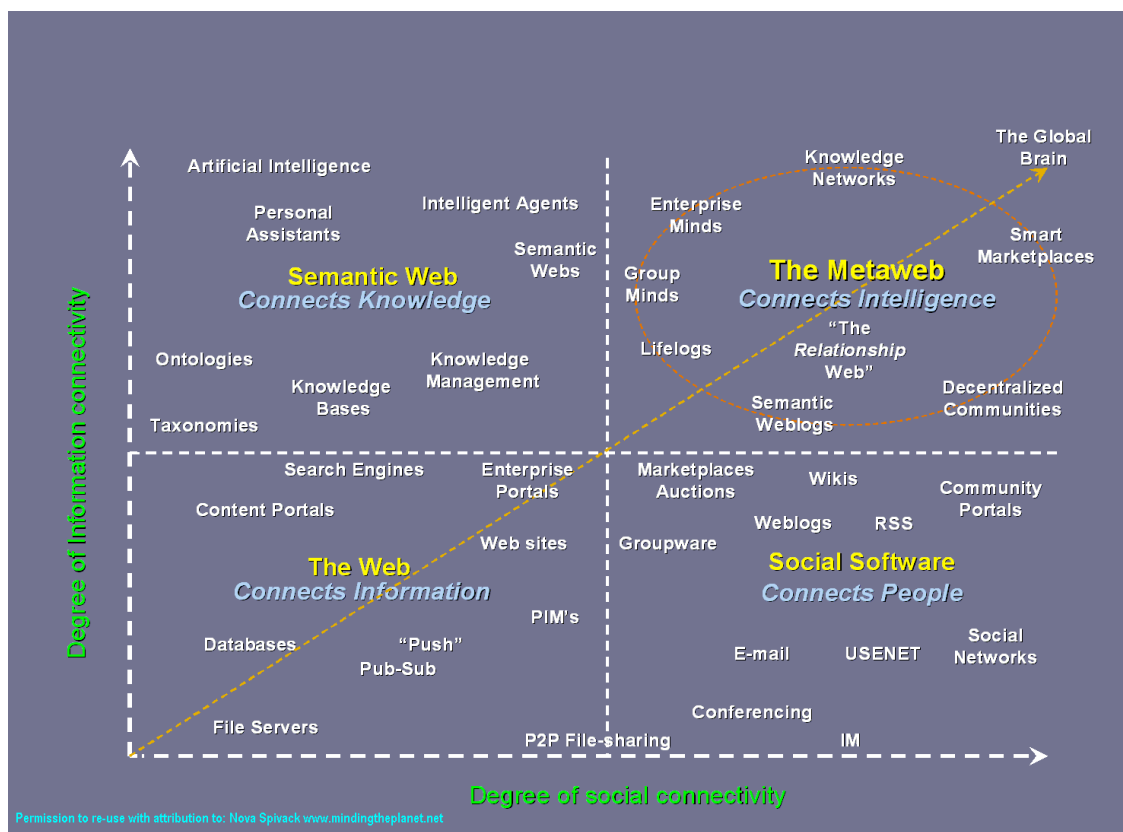 The Global
Brain
Artificial Intelligence
Knowledge
Networks
Personal
Assistants
Intelligent Agents
Enterprise
Minds
Semantic
Webs
Smart
Marketplaces
Semantic Web
Connects Knowledge
Group
Minds
The Metaweb
Connects Intelligence
"The
Relationship
Web"
Lifelogs
Ontologies
Knowledge
Bases
Knowledge
Management
Taxonomies
Semantic
Weblogs
Decentralized
Communities
Degree of Information connectivity
Search Engines
Enterprise
Portals
Content Portals
Web sites
The Web
Connects Information
PIM's
Databases
"Push"
Pub-Sub
File Servers
Marketplaces
Auctions
Wikis
Community
Portals
Weblogs
RSS
Groupware
Social Software
Connects People
E-mail
USENET
Social
Networks
Conferencing
P2P File-sharing
IM
Degree of social connectivity
Permission to re-use with attribution to: Nova Spivack www.mindingtheplanet.net